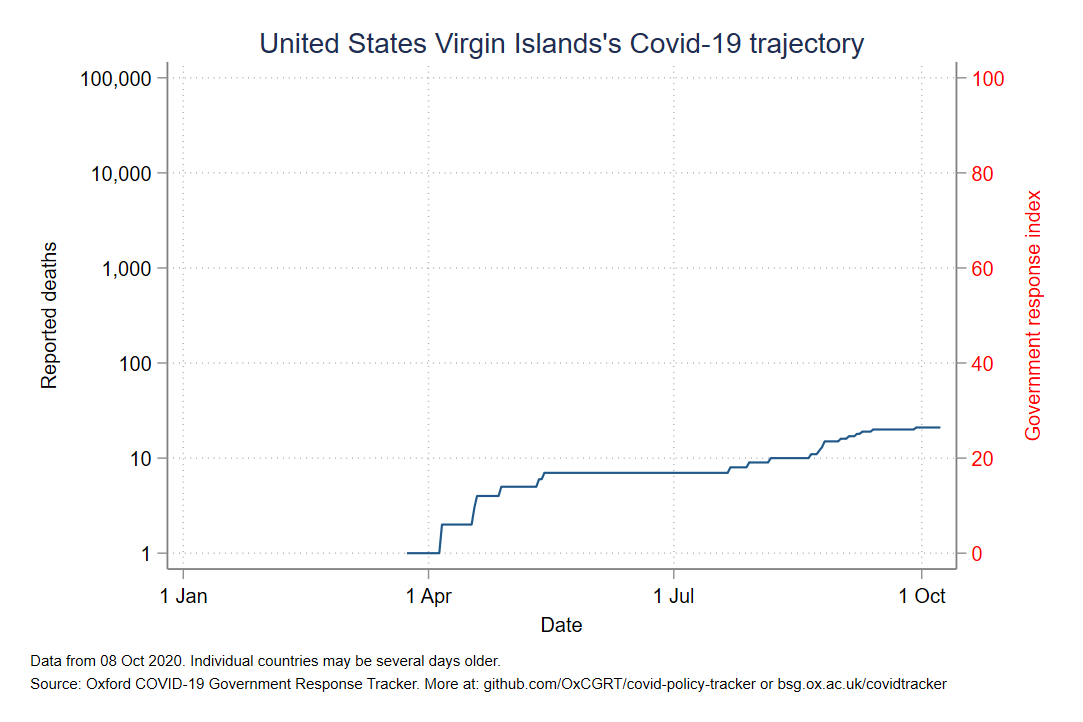 United States Virgin Islands's Covid-19 trajectory
100,000
10,000
1,000
100
10
1
Reported deaths
100
80
60
40
20
0
Government response index
1 Jan 1 Apr 1 Jul 1 Oct
Date
Data from 08 Oct 2020. Individual countries may be several days older.
Source: Oxford COVID-19 Government Response Tracker. More at: github.com/OxCGRT/covid-policy-tracker or bsg.ox.ac.uk/covidtracker